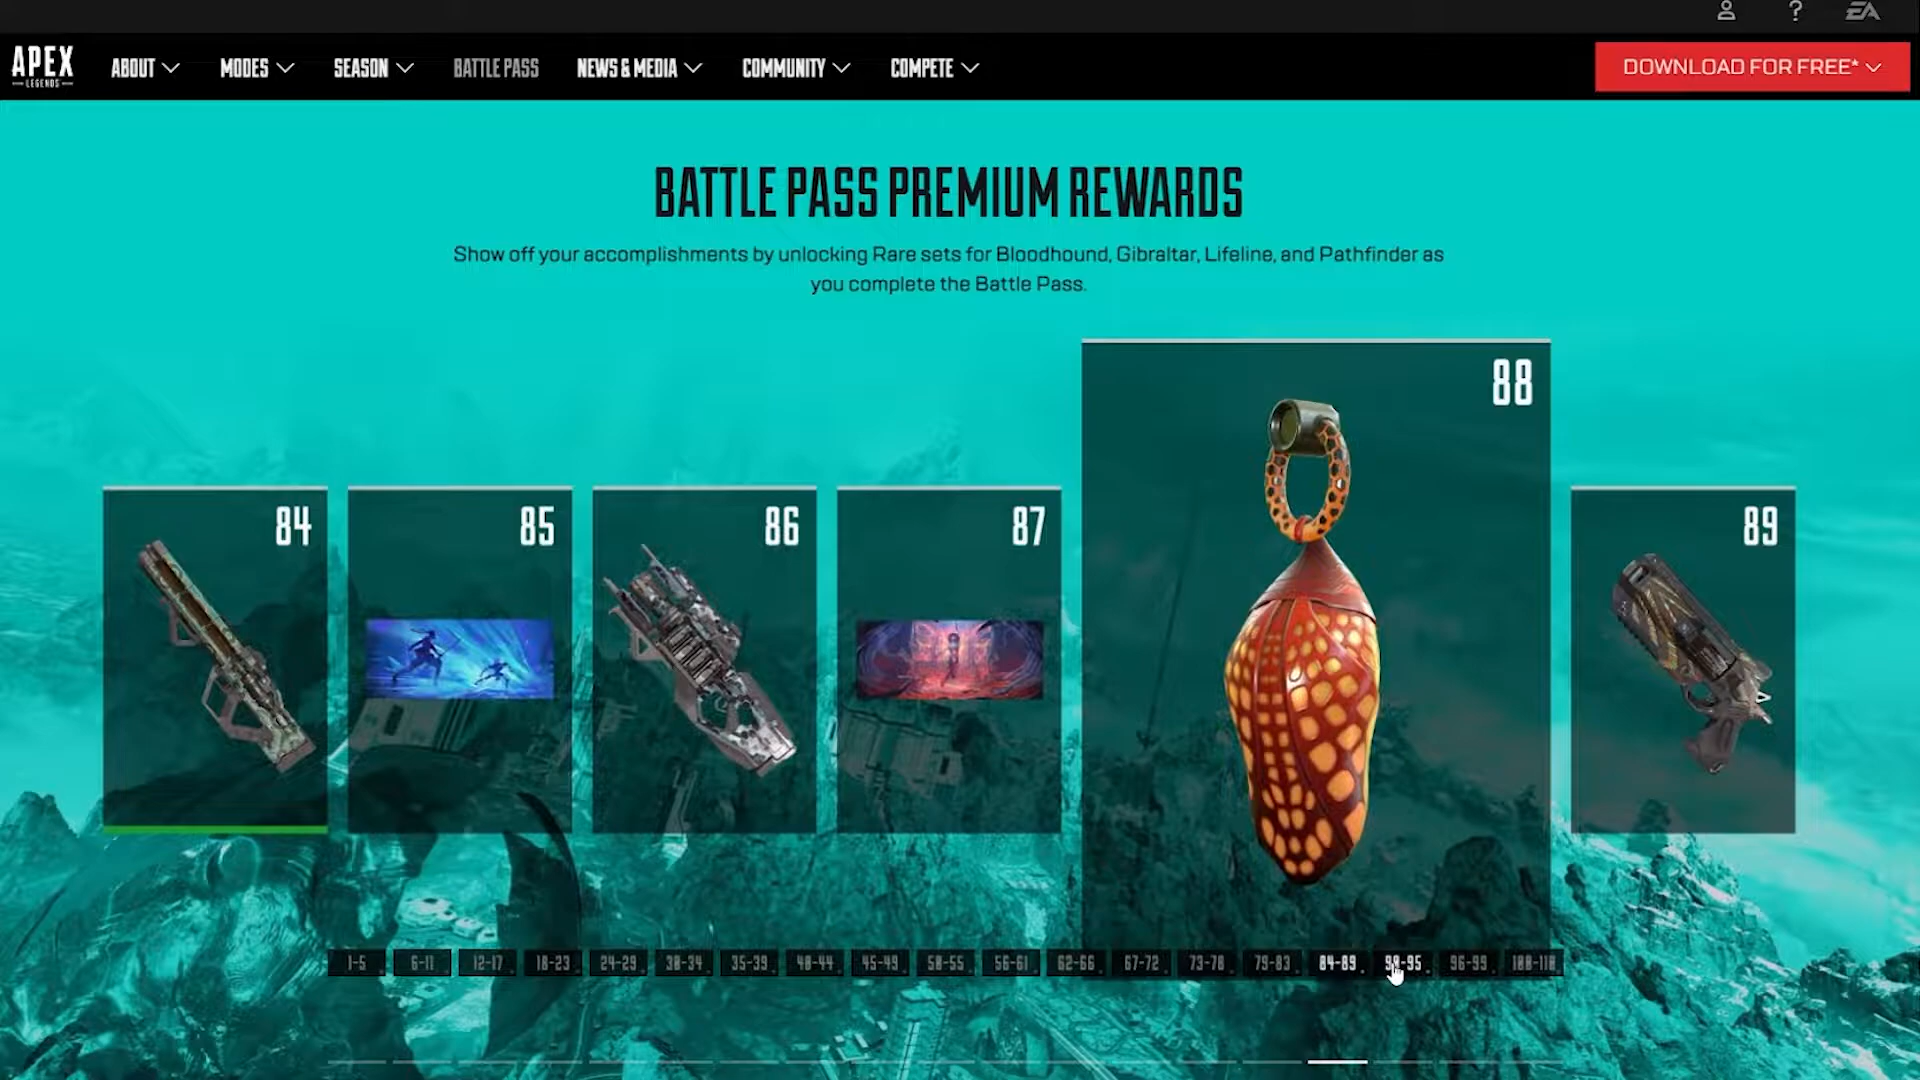 APEX
LEGENDS
ABOUT
MODES
SEASON
BATTLE PASS
NEWS & MEDIA
COMMUNITY
COMPETE
DOWNLOAD FOR FREE*
?
EA
BATTLE PASS PREMIUM REWARDS
Show off your accomplishments by unlocking Rare sets for Bloodhound, Gibraltar, Lifeline, and Pathfinder as
you complete the Battle Pass.
84
85
86
87
88
89
1-5
6-11
12-17
18-23
24-29
30-34
35-39
40-44
45-49
50-55
56-61
62-66
67-72
73-78
79-83
84-89
90-95
96-99
100-110